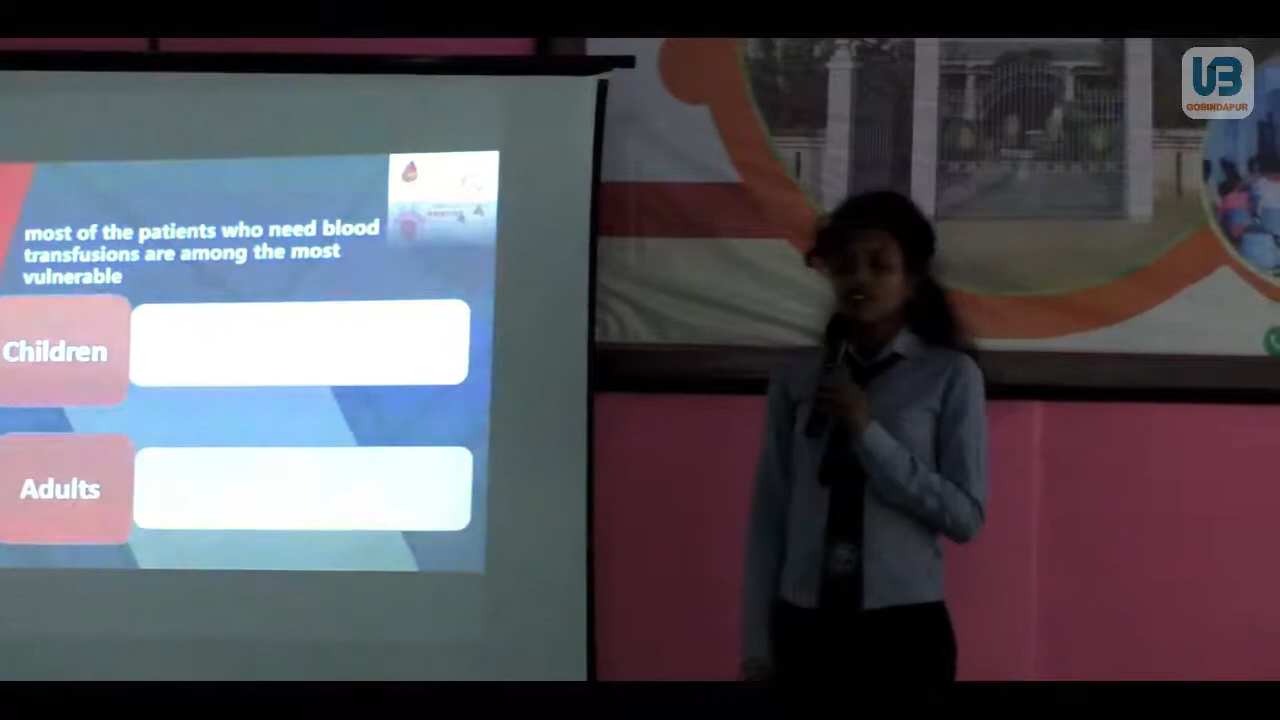 most of the patients who need blood
transfusions are among the most
vulnerable
Children
Adults
UB
GOBINDAPUR